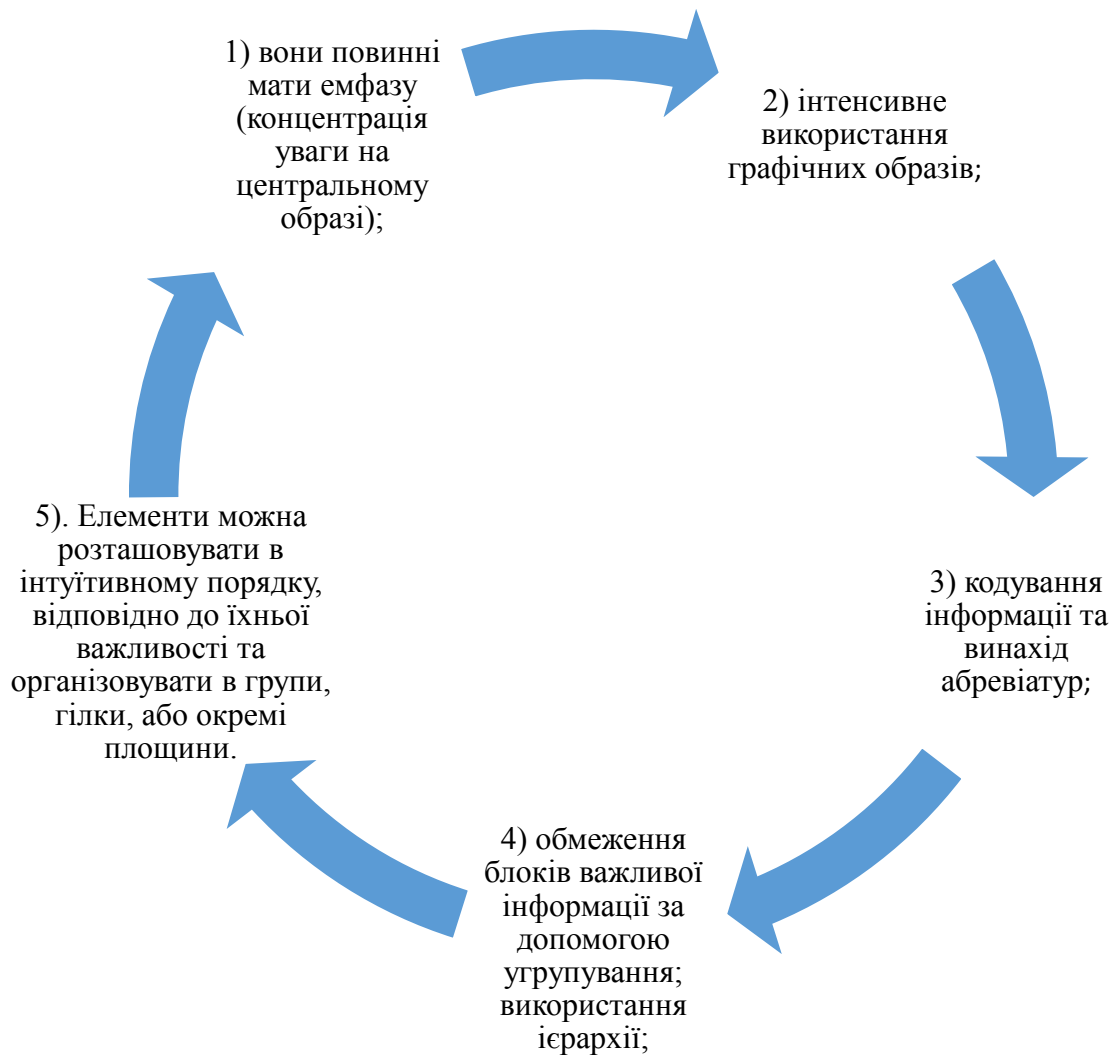 1) вони повинні
мати емфазу
(концентрація
уваги на
центральному
образі);
2) інтенсивне
використання
графічних образів;
3) кодування
інформації та
винахід
абревіатур;
4) обмеження
блоків важливої
інформації за
допомогою
угрупування;
використання
ієрархії;
5). Елементи можна
розташовувати в
інтуїтивному порядку,
відповідно до їхньої
важливості та
організовувати в групи,
гілки, або окремі
площини.